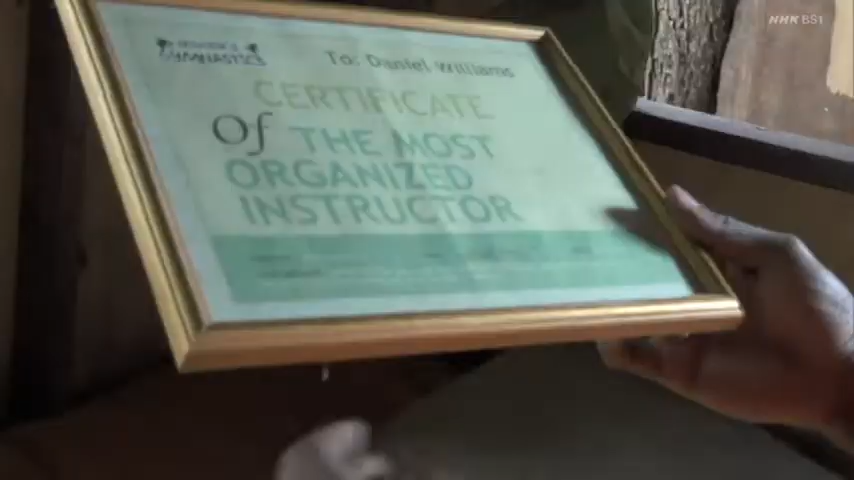 NHK BS1
GYMNASTICS
To: Daniel Williams
CERTIFICATE
Of THE MOST
ORGANIZED
INSTRUCTOR